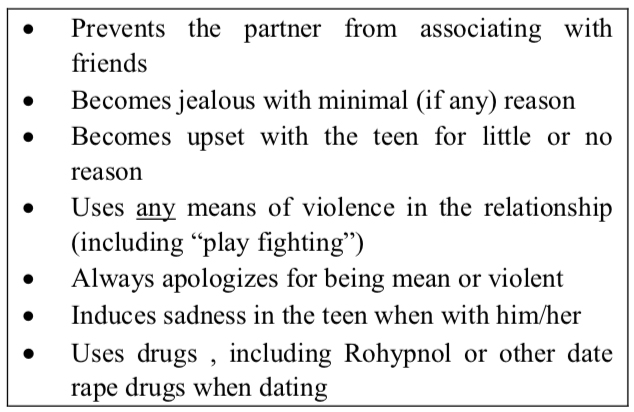 • Prevents the partner from associating with
friends
• Becomes jealous with minimal (if any) reason
• Becomes upset with the teen for little or no
reason
• Uses any means of violence in the relationship
(including “play fighting”)
• Always apologizes for being mean or violent
• Induces sadness in the teen when with him/her
• Uses drugs , including Rohypnol or other date
rape drugs when dating